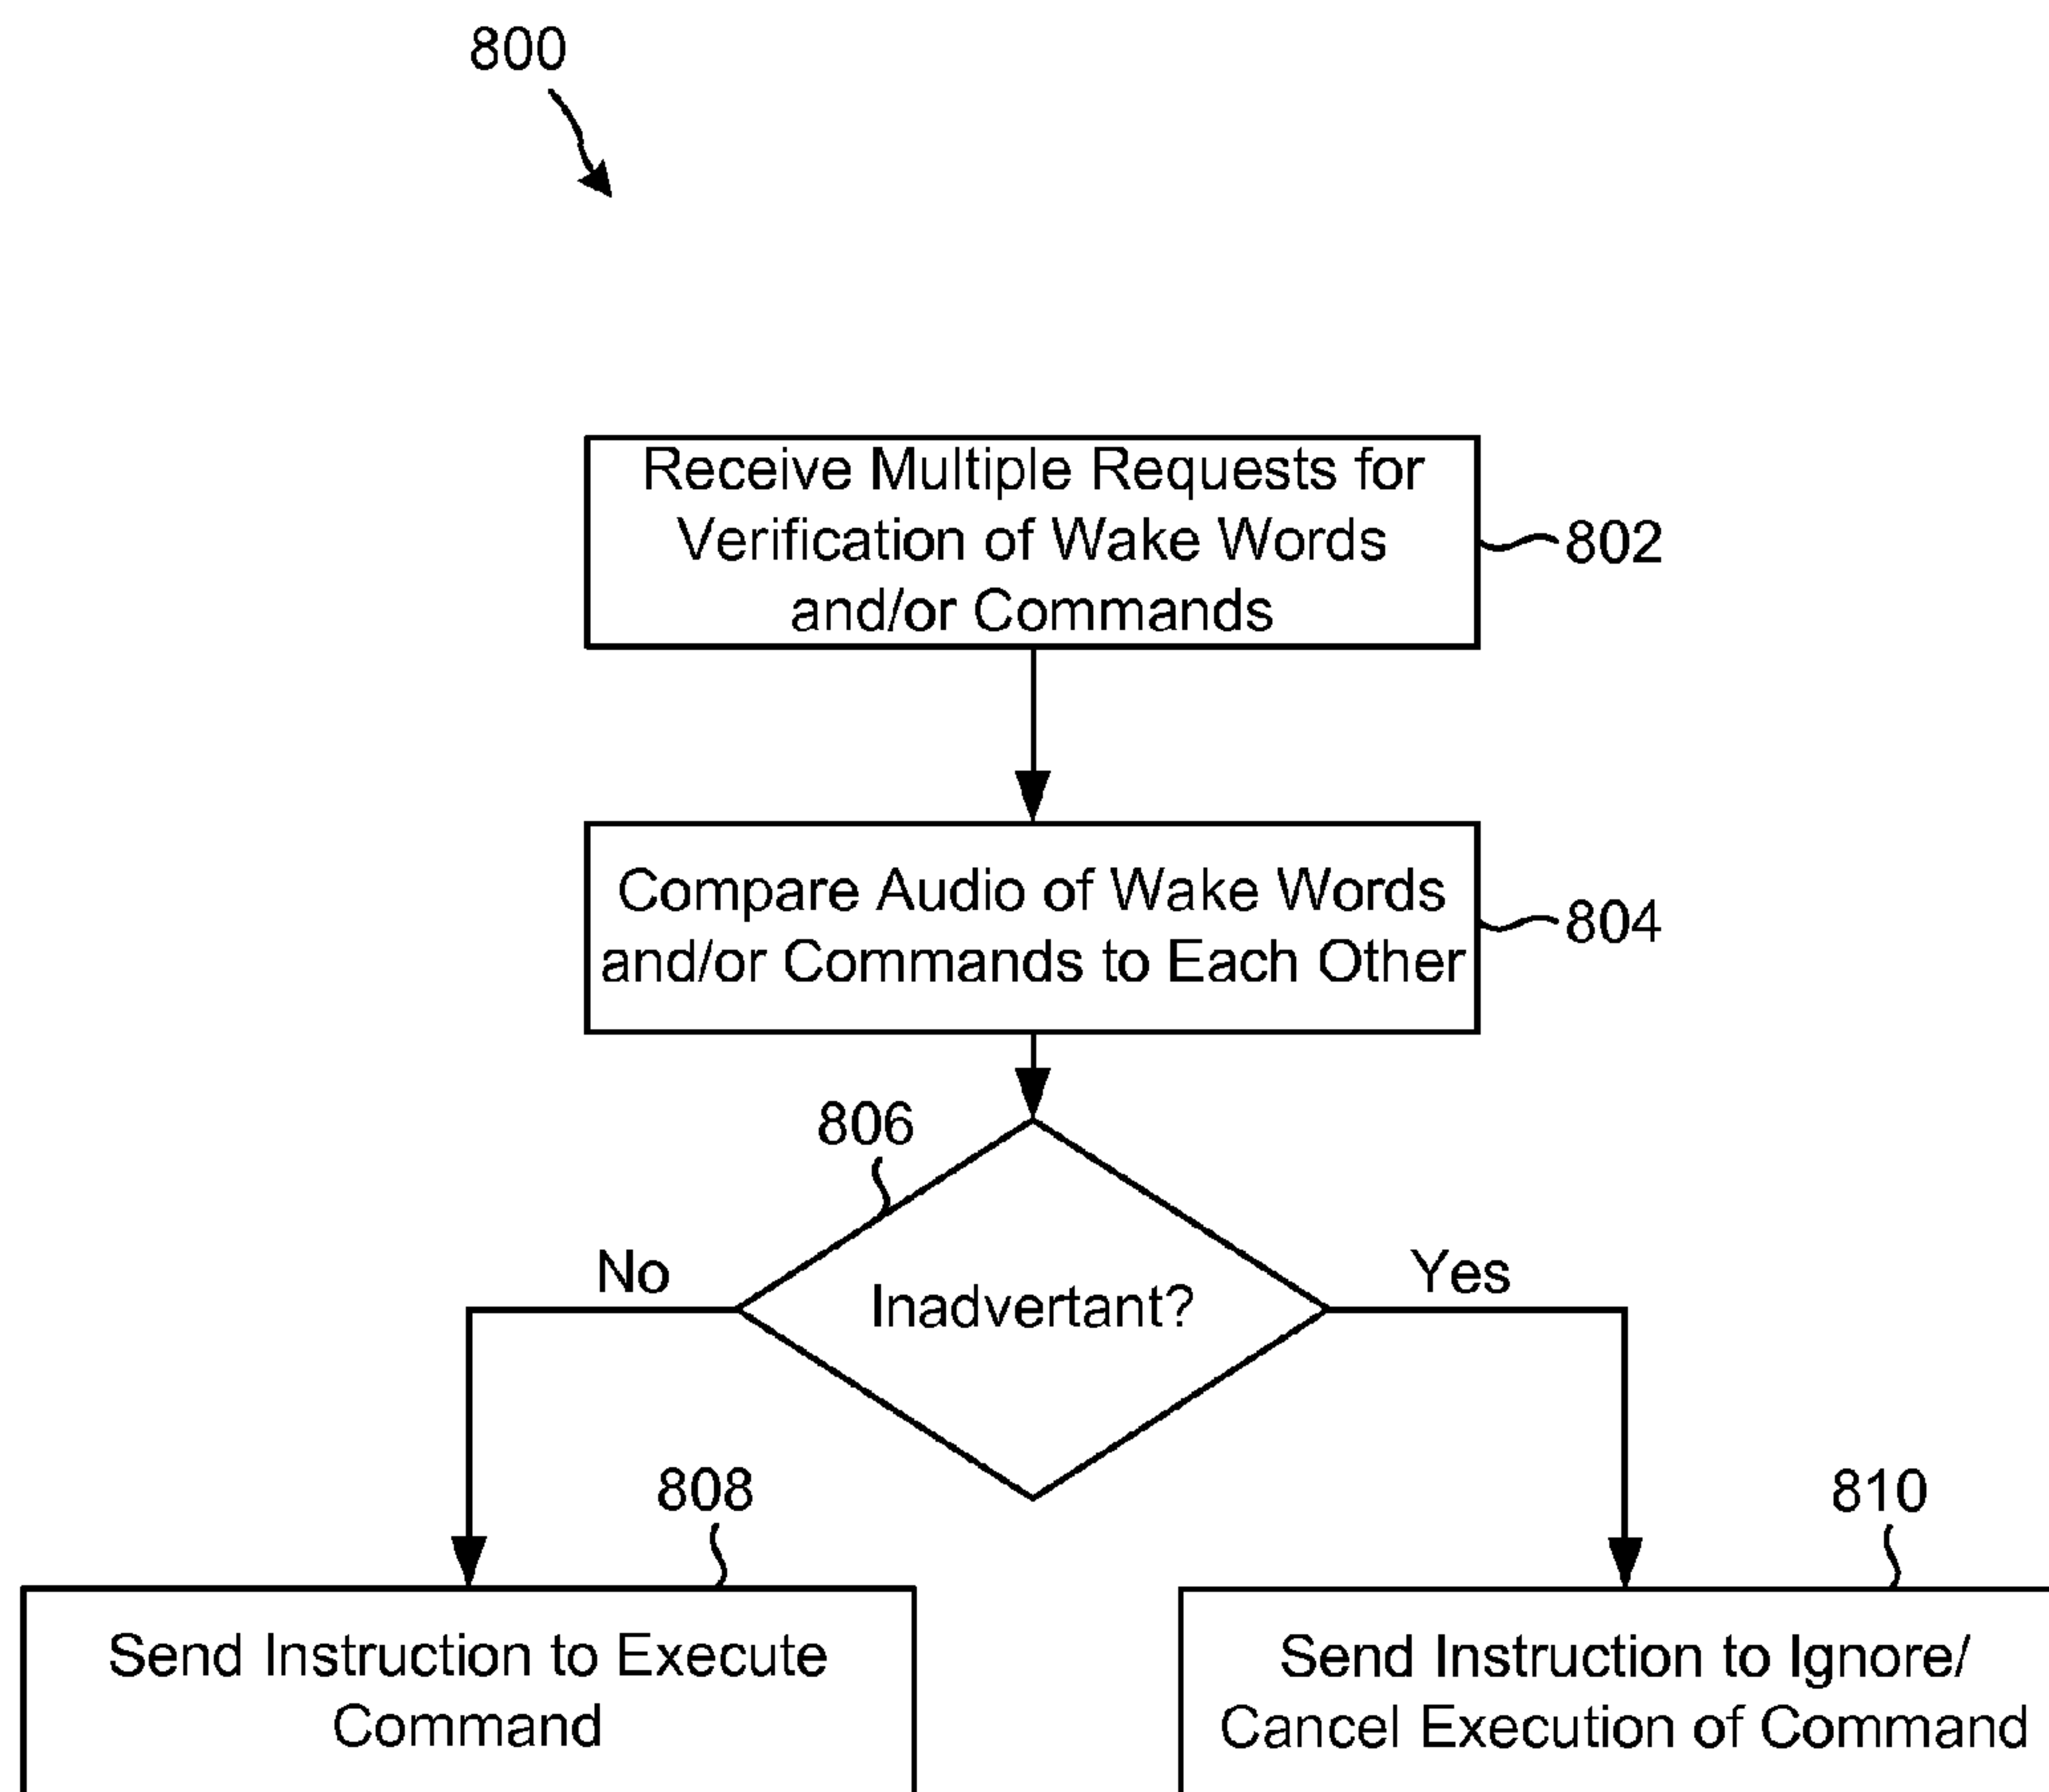 800
Receive Multiple Requests for
Verification of Wake Words
and/or Commands
802
Compare Audio of Wake Words
and/or Commands to Each Other
804
806
No
Inadvertant?
Yes
808
810
Send Instruction to Execute
Command
Send Instruction to Ignore/
Cancel Execution of Command